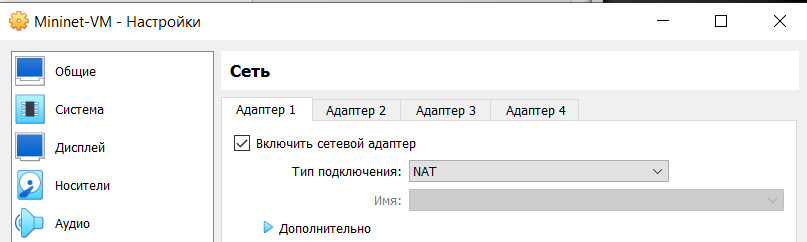 Mininet-VM - Настройки
Общие
Система
Дисплей
Носители
Аудио
Сеть
Адаптер 1 Адаптер 2 Адаптер 3 Адаптер 4
Включить сетевой адаптер
Тип подключения: NAT
Имя:
Дополнительно